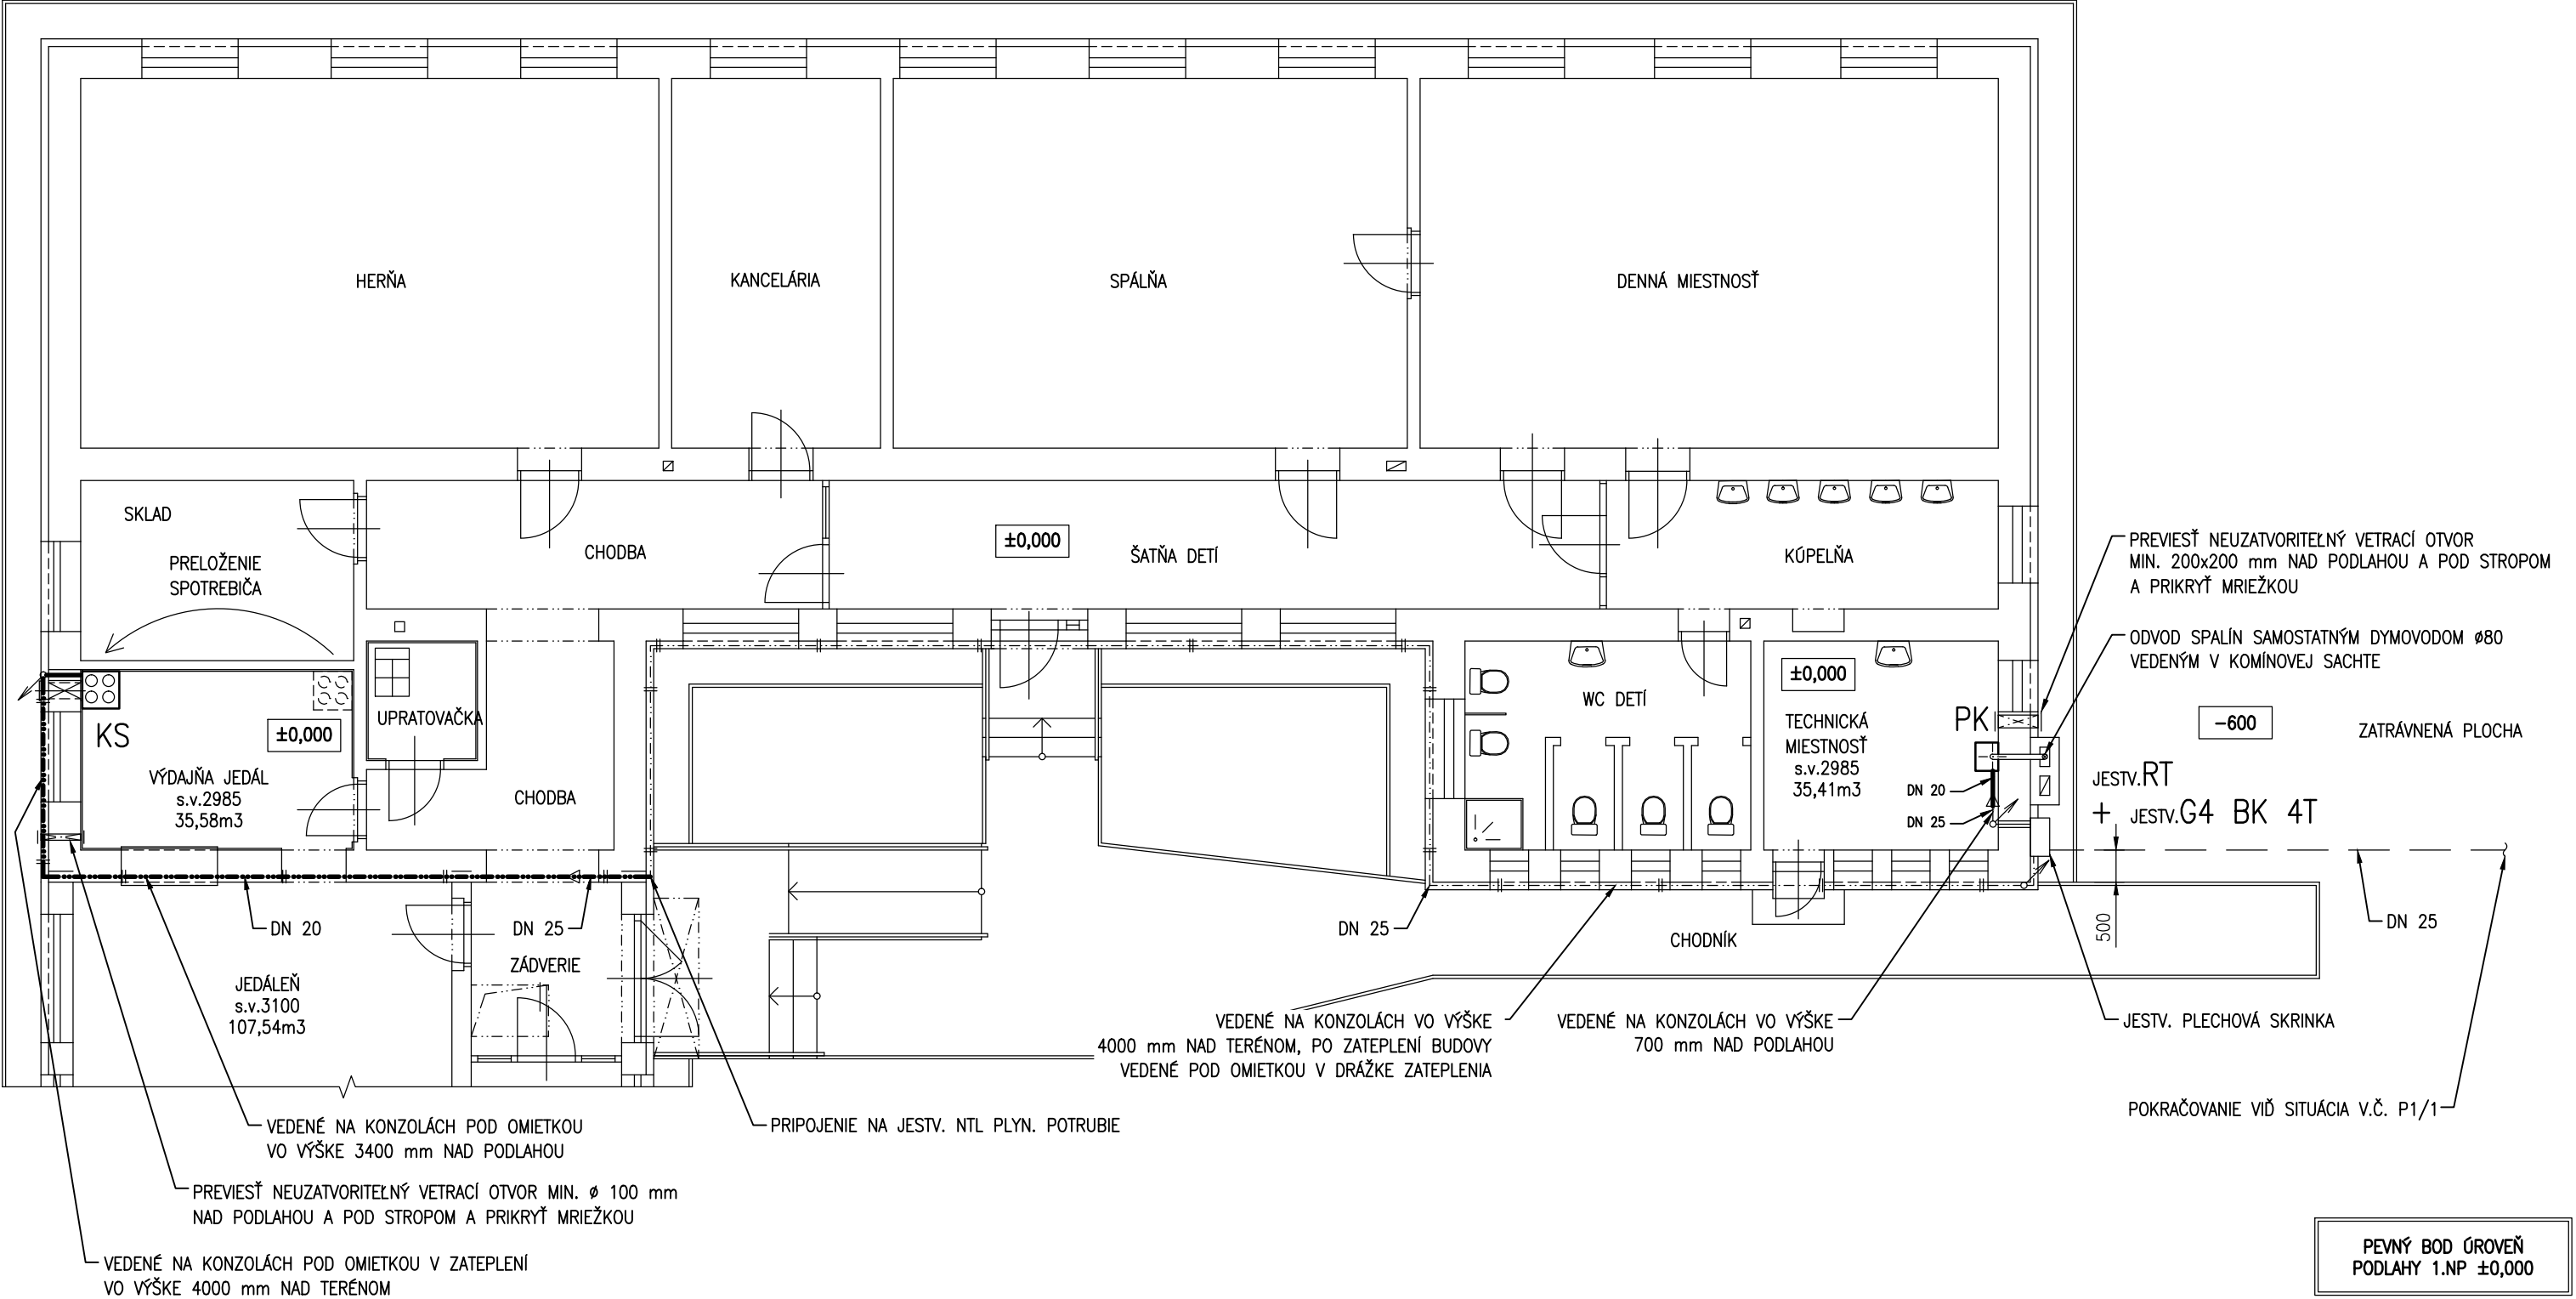 HERŇA
KANCELÁRIA
SPÁLŇA
DENNÁ MIESTNOSŤ
SKLAD
PRELOŽENIE
SPOTREBIČA
CHODBA
±0,000
ŠATŇA DETÍ
KÚPEĽŇA
PREVIESŤ NEUZATVORITEĽNÝ VETRACÍ OTVOR
MIN. 200x200 mm NAD PODLAHOU A POD STROPOM
A PRIKRYŤ MRIEŽKOU
ODVOD SPALÍN SAMOSTATNÝM DYMOVODOM ø80
VEDENÝM V KOMÍNOVEJ SACHTE
KS
±0,000
VÝDAJŇA JEDÁL
s.v.2985
35,58m3
UPRATOVAČKA
CHODBA
WC DETÍ
±0,000
TECHNICKÁ
MIESTNOSŤ
s.v.2985
35,41m3
PK
DN 20
DN 25
-600
ZATRÁVNENÁ PLOCHA
JESTV.RT
+ JESTV.G4 BK 4T
500
DN 25
DN 20
DN 25
DN 25
CHODNÍK
ZÁDVERIE
JEDÁLEŇ
s.v.3100
107,54m3
VEDENÉ NA KONZOLÁCH VO VÝŠKE
4000 mm NAD TERÉNOM, PO ZATEPLENÍ BUDOVY
VEDENÉ POD OMIETKOU V DRÁŽKE ZATEPLENIA
VEDENÉ NA KONZOLÁCH VO VÝŠKE
700 mm NAD PODLAHOU
JESTV. PLECHOVÁ SKRINKA
POKRAČOVANIE VIĎ SITUÁCIA V.Č. P1/1
VEDENÉ NA KONZOLÁCH POD OMIETKOU
VO VÝŠKE 3400 mm NAD PODLAHOU
PRIPOJENIE NA JESTV. NTL PLYN. POTRUBIE
PREVIESŤ NEUZATVORITEĽNÝ VETRACÍ OTVOR MIN. ø 100 mm
NAD PODLAHOU A POD STROPOM A PRIKRYŤ MRIEŽKOU
VEDENÉ NA KONZOLÁCH POD OMIETKOU V ZATEPLENÍ
VO VÝŠKE 4000 mm NAD TERÉNOM
PEVNÝ BOD ÚROVEŇ
PODLAHY 1.NP ±0,000